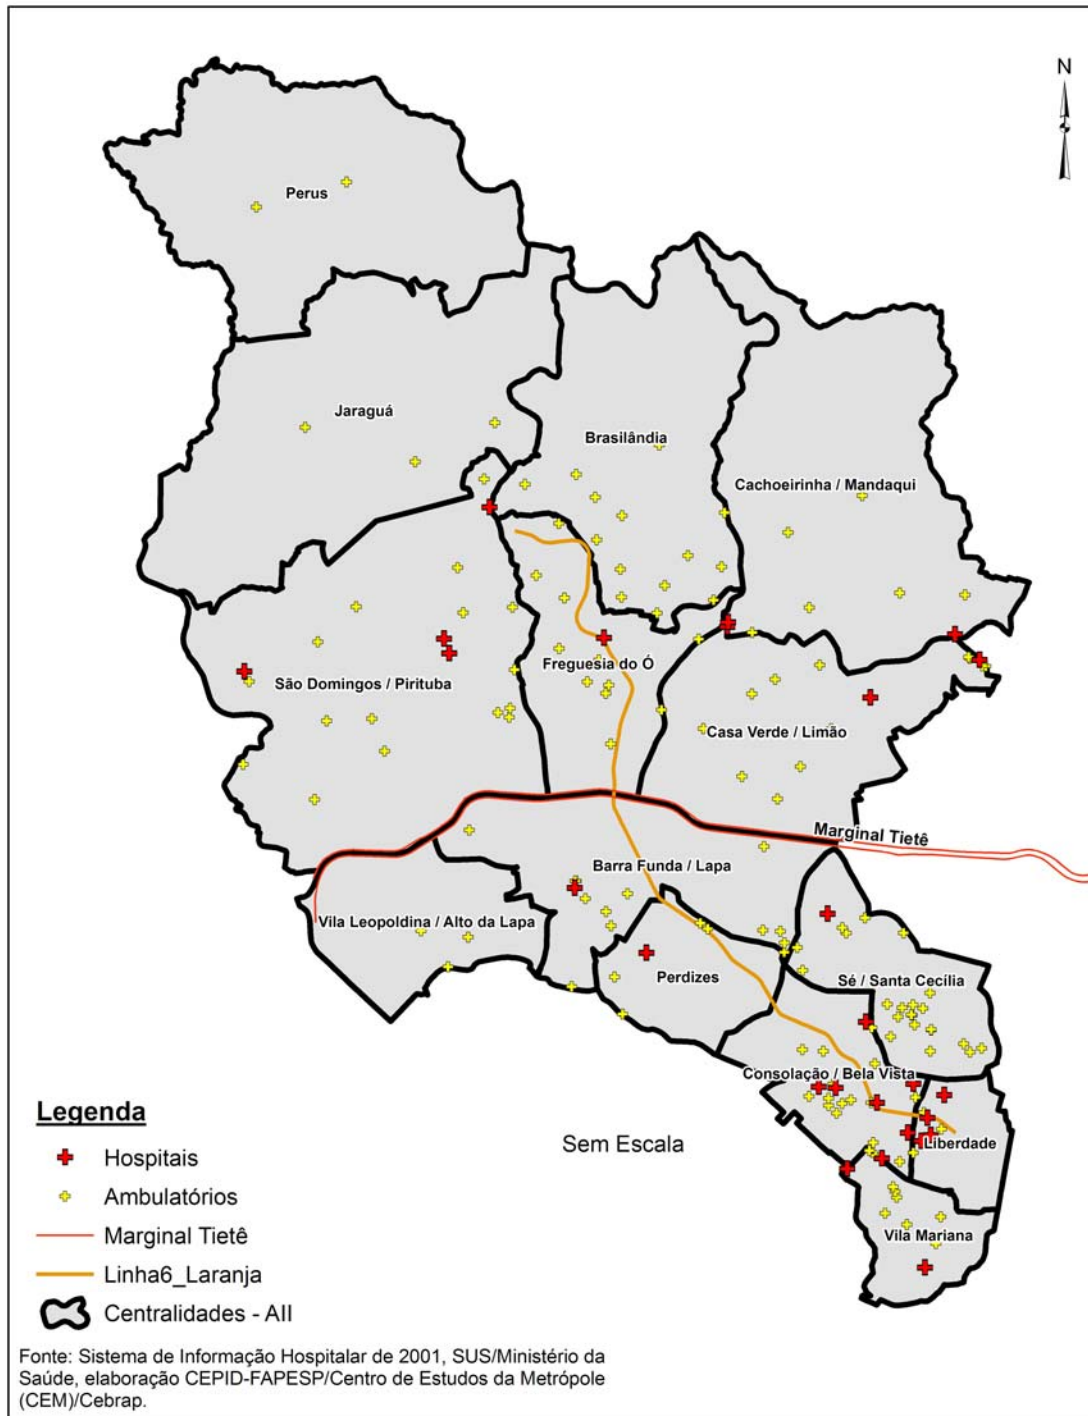 N
Perus
Jaraguá
Brasilândia
Cachoeirinha / Mandaqui
Freguesia do Ó
São Domingos / Pirituba
Casa Verde / Limão
Marginal Tietê
Barra Funda / Lapa
Vila Leopoldina / Alto da Lapa
Perdizes
Sé / Santa Cecília
Consolação / Bela Vista
Liberdade
Vila Mariana
Sem Escala
Legenda
Hospitais
Ambulatórios
Marginal Tietê
Linha6_Laranja
Centralidades - AII
Fonte: Sistema de Informação Hospitalar de 2001, SUS/Ministério da
Saúde, elaboração CEPID-FAPESP/Centro de Estudos da Metrópole
(CEM)/Cebrap.